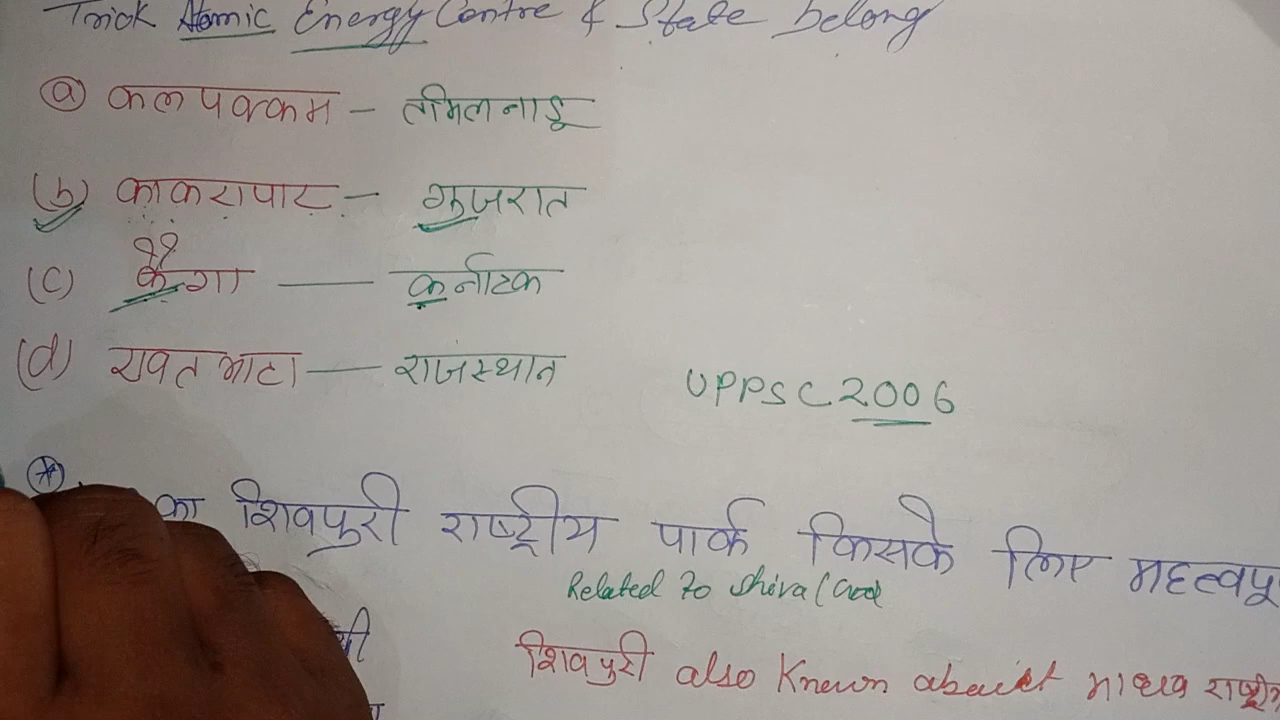 Trick Atomic Energy Centre & State belong
(a) कलपक्कम – तमिलनाडू
(b) काकरापार – गुजरात
(c) कैगा — कर्नाटक
(d) रावतभाटा — राजस्थान
UPPSC 2006
का शिवपुरी राष्ट्रीय पार्क किसके लिए महत्वपू
Related to Shiva (God
शिवपुरी also Known माधव राष्ट्रीय